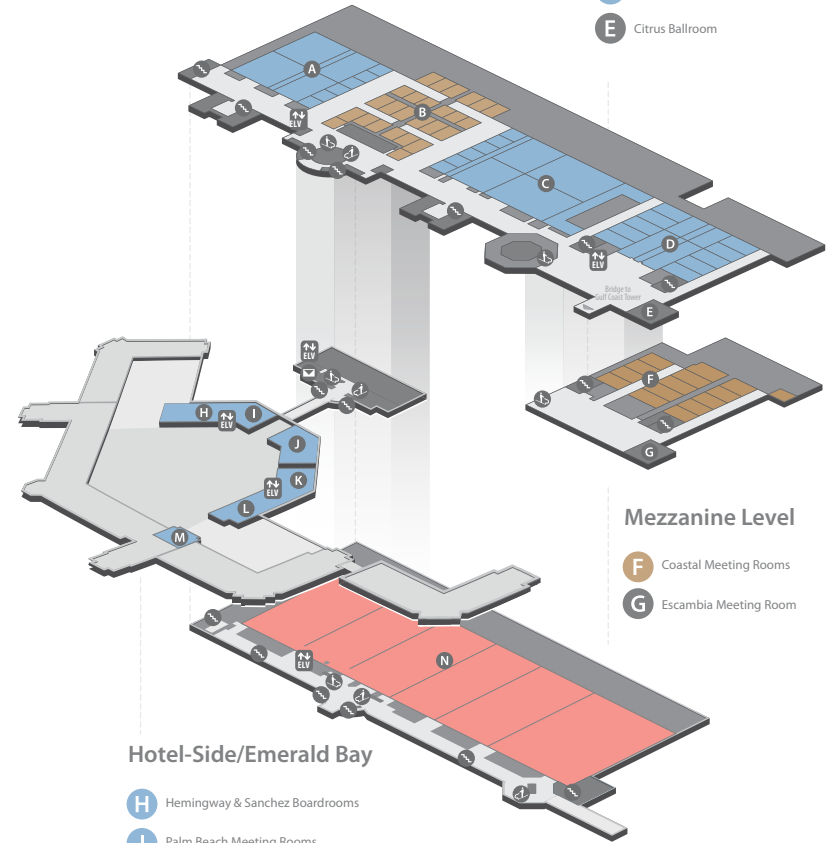 E Citrus Ballroom
A
B
ELV
C
D
ELV
Bridge to
Gulf Coast Tower
E
ELV
F
H
I
ELV
J
K
ELV
L
G
M
Mezzanine Level
F Coastal Meeting Rooms
G Escambia Meeting Room
N
ELV
Hotel-Side/Emerald Bay
H Hemingway & Sanchez Boardrooms
I Palm Beach Meeting Rooms